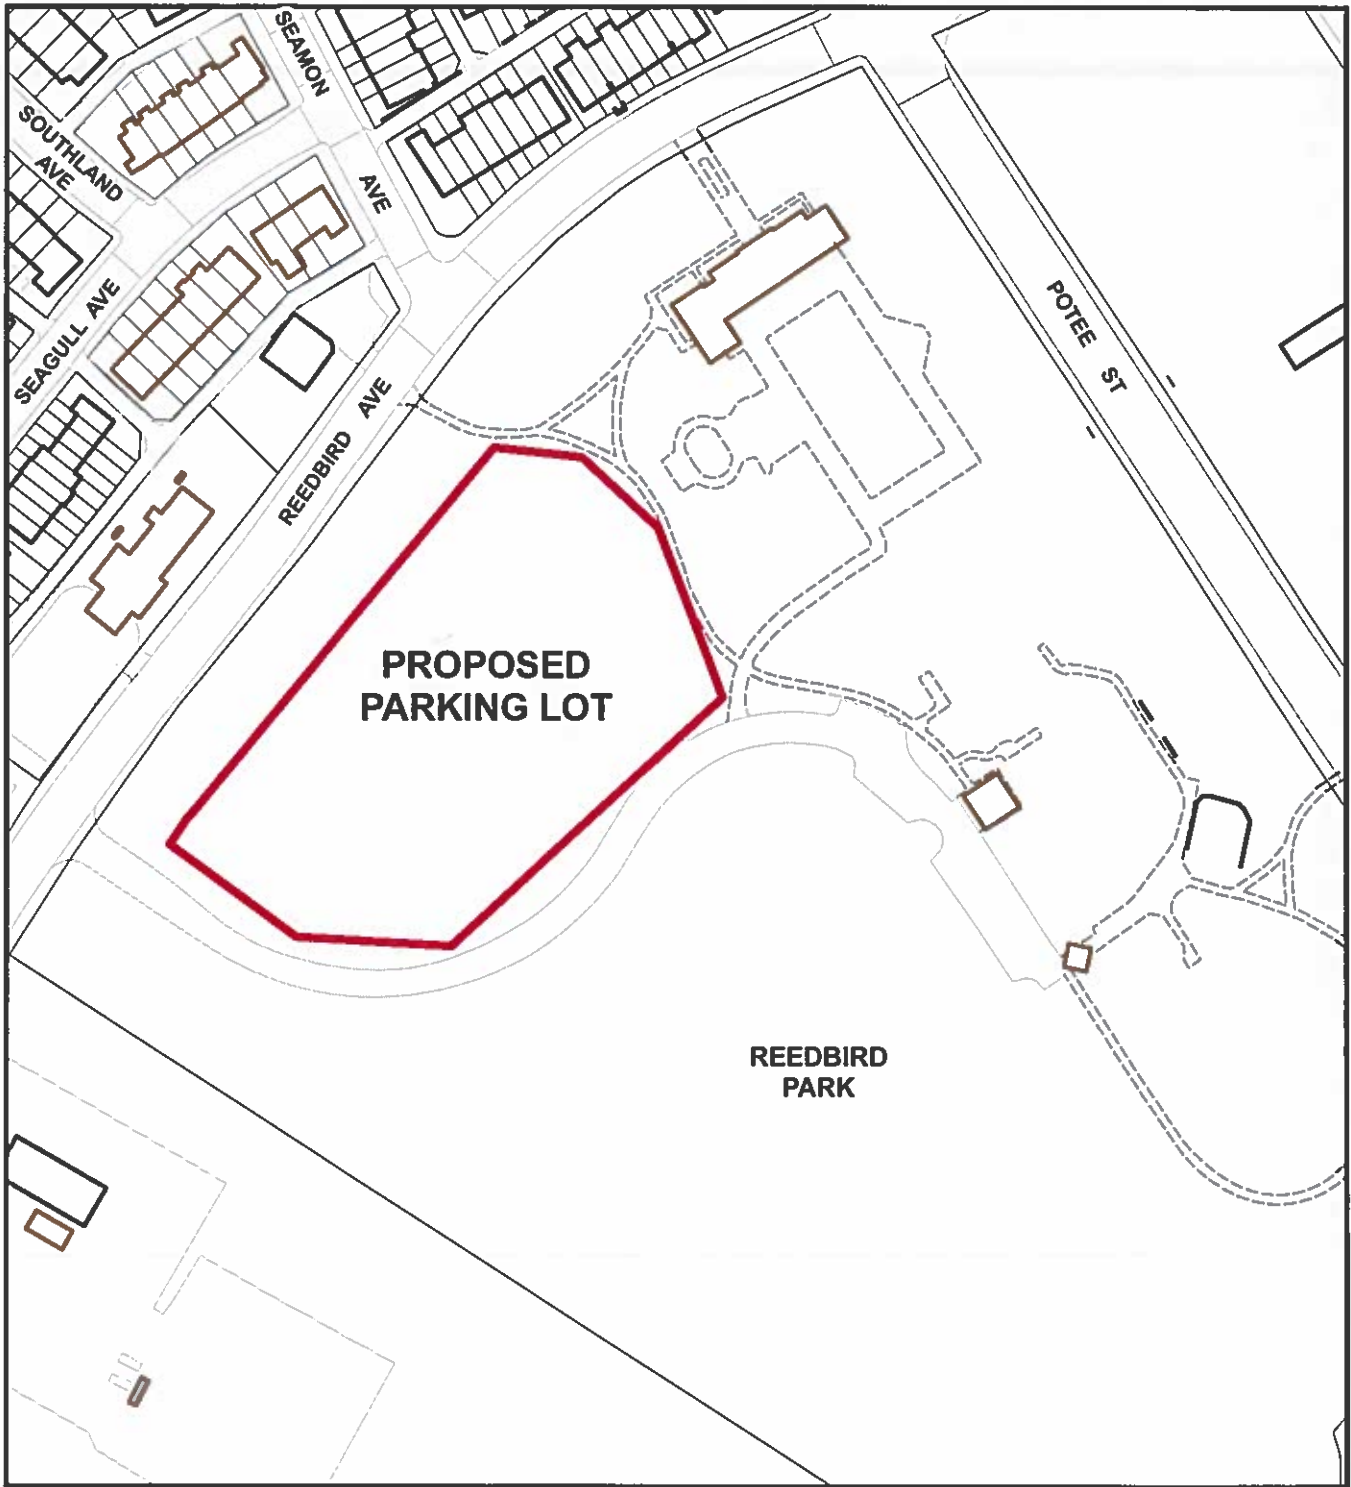 SEAMON
AVE
SOUTHLAND
AVE
SEAGULL AVE
REEDBIRD AVE
POTEE ST
PROPOSED
PARKING LOT
REEDBIRD
PARK